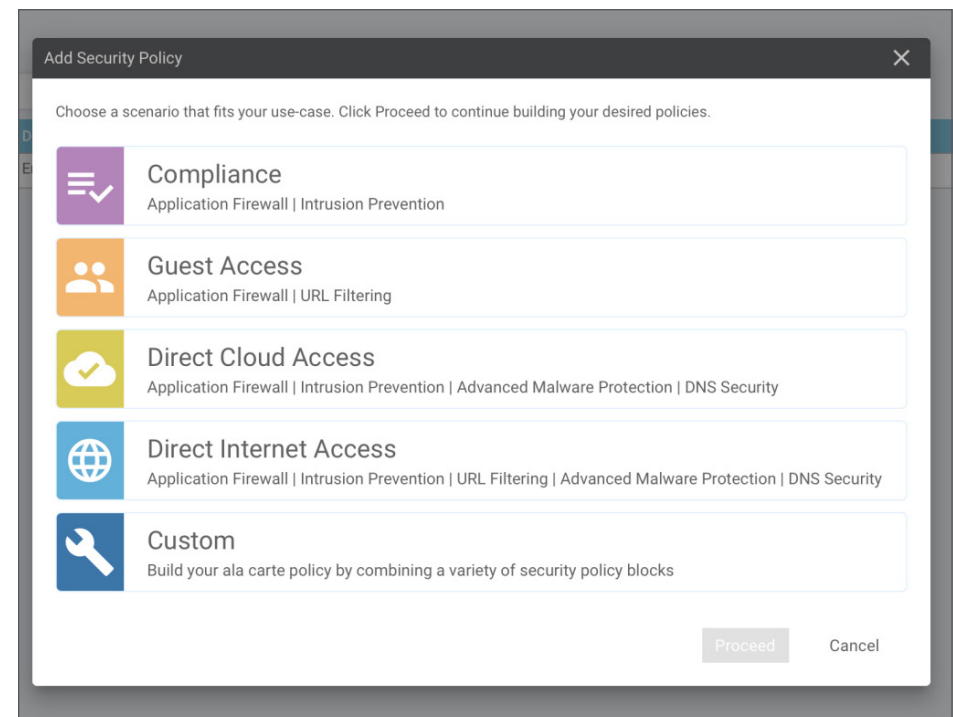 Add Security Policy
Choose a scenario that fits your use-case. Click Proceed to continue building your desired policies.
Compliance
Application Firewall | Intrusion Prevention
Guest Access
Application Firewall | URL Filtering
Direct Cloud Access
Application Firewall | Intrusion Prevention | Advanced Malware Protection | DNS Security
Direct Internet Access
Application Firewall | Intrusion Prevention | URL Filtering | Advanced Malware Protection | DNS Security
Custom
Build your ala carte policy by combining a variety of security policy blocks
Proceed Cancel